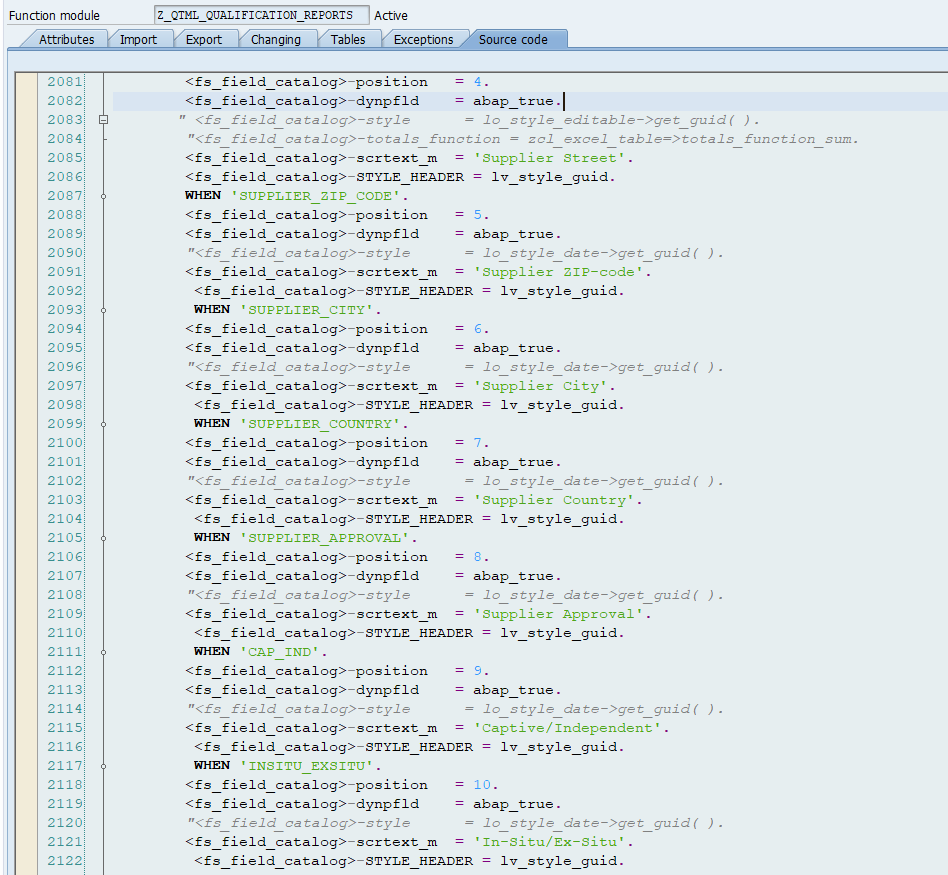 Function module Z_QTML_QUALIFICATION_REPORTS Active
Attributes Import Export Changing Tables Exceptions Source code
2081 <fs_field_catalog>-position = 4.
2082 <fs_field_catalog>-dynpfld = abap_true.
2083 " <fs_field_catalog>-style = lo_style_editable->get_guid( ).
2084 "<fs_field_catalog>-totals_function = zcl_excel_table=>totals_function_sum.
2085 <fs_field_catalog>-scrtext_m = 'Supplier Street'.
2086 <fs_field_catalog>-STYLE_HEADER = lv_style_guid.
2087 WHEN 'SUPPLIER_ZIP_CODE'.
2088 <fs_field_catalog>-position = 5.
2089 <fs_field_catalog>-dynpfld = abap_true.
2090 "<fs_field_catalog>-style = lo_style_date->get_guid( ).
2091 <fs_field_catalog>-scrtext_m = 'Supplier ZIP-code'.
2092 <fs_field_catalog>-STYLE_HEADER = lv_style_guid.
2093 WHEN 'SUPPLIER_CITY'.
2094 <fs_field_catalog>-position = 6.
2095 <fs_field_catalog>-dynpfld = abap_true.
2096 "<fs_field_catalog>-style = lo_style_date->get_guid( ).
2097 <fs_field_catalog>-scrtext_m = 'Supplier City'.
2098 <fs_field_catalog>-STYLE_HEADER = lv_style_guid.
2099 WHEN 'SUPPLIER_COUNTRY'.
2100 <fs_field_catalog>-position = 7.
2101 <fs_field_catalog>-dynpfld = abap_true.
2102 "<fs_field_catalog>-style = lo_style_date->get_guid( ).
2103 <fs_field_catalog>-scrtext_m = 'Supplier Country'.
2104 <fs_field_catalog>-STYLE_HEADER = lv_style_guid.
2105 WHEN 'SUPPLIER_APPROVAL'.
2106 <fs_field_catalog>-position = 8.
2107 <fs_field_catalog>-dynpfld = abap_true.
2108 "<fs_field_catalog>-style = lo_style_date->get_guid( ).
2109 <fs_field_catalog>-scrtext_m = 'Supplier Approval'.
2110 <fs_field_catalog>-STYLE_HEADER = lv_style_guid.
2111 WHEN 'CAP_IND'.
2112 <fs_field_catalog>-position = 9.
2113 <fs_field_catalog>-dynpfld = abap_true.
2114 "<fs_field_catalog>-style = lo_style_date->get_guid( ).
2115 <fs_field_catalog>-scrtext_m = 'Captive/Independent'.
2116 <fs_field_catalog>-STYLE_HEADER = lv_style_guid.
2117 WHEN 'INSITU_EXSITU'.
2118 <fs_field_catalog>-position = 10.
2119 <fs_field_catalog>-dynpfld = abap_true.
2120 "<fs_field_catalog>-style = lo_style_date->get_guid( ).
2121 <fs_field_catalog>-scrtext_m = 'In-Situ/Ex-Situ'.
2122 <fs_field_catalog>-STYLE_HEADER = lv_style_guid.